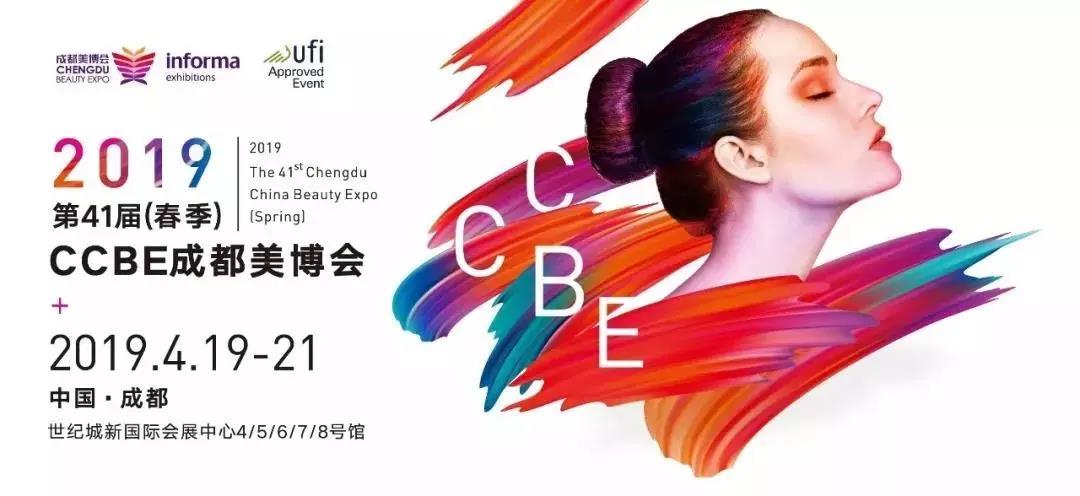 成都美博会
CHENGDU
BEAUTY EXPO
informa
exhibitions
ufi
Approved
Event
2019
第41届(春季)
CCBE成都美博会
2019
The 41st Chengdu
China Beauty Expo
(Spring)
+
2019.4.19-21
中国·成都
世纪城新国际会展中心4/5/6/7/8号馆
C
C
B
E